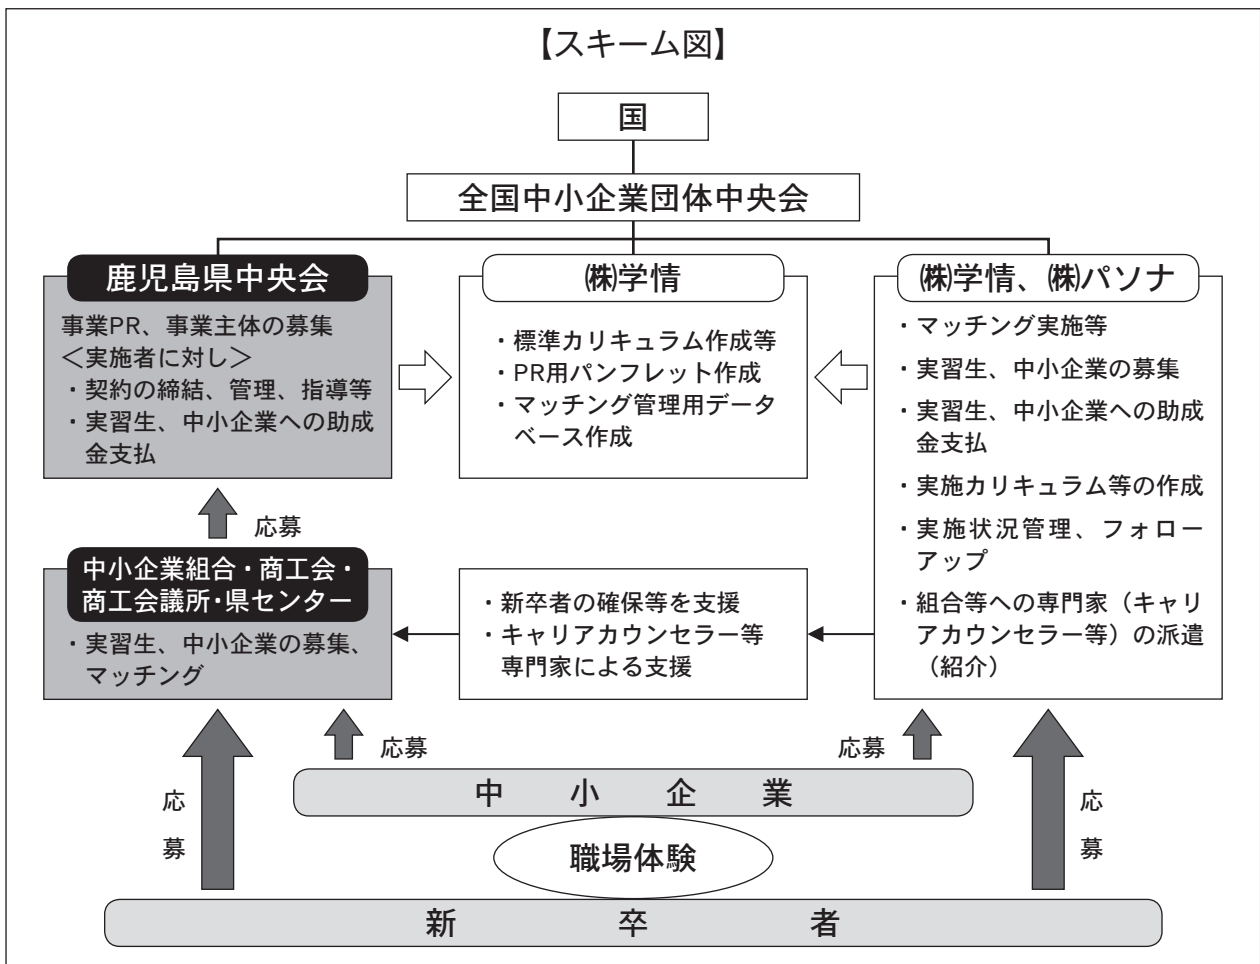 【スキーム図】
国
全国中小企業団体中央会
鹿児島県中央会
事業PR、事業主体の募集
＜実施者に対し＞
・契約の締結、管理、指導等
・実習生、中小企業への助成
金支払
㈱学情
・標準カリキュラム作成等
・PR用パンフレット作成
・マッチング管理用データ
ベース作成
㈱学情、㈱パソナ
・マッチング実施等
・実習生、中小企業の募集
・実習生、中小企業への助成
金支払
・実施カリキュラム等の作成
・実施状況管理、フォロー
アップ
・組合等への専門家（キャリ
アカウンセラー等）の派遣
（紹介）
応募
中小企業組合・商工会・
商工会議所・県センター
・実習生、中小企業の募集、
マッチング
・新卒者の確保等を支援
・キャリアカウンセラー等
専門家による支援
応募
応募
中小企業
応募
応募
職場体験
新卒者